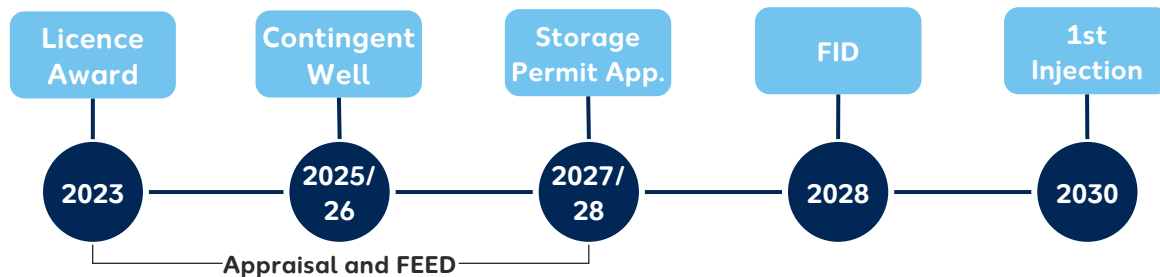 Licence
Award
Contingent
Well
Storage
Permit App.
FID
1st
Injection
2023
2025/
26
2027/
28
2028
2030
Appraisal and FEED